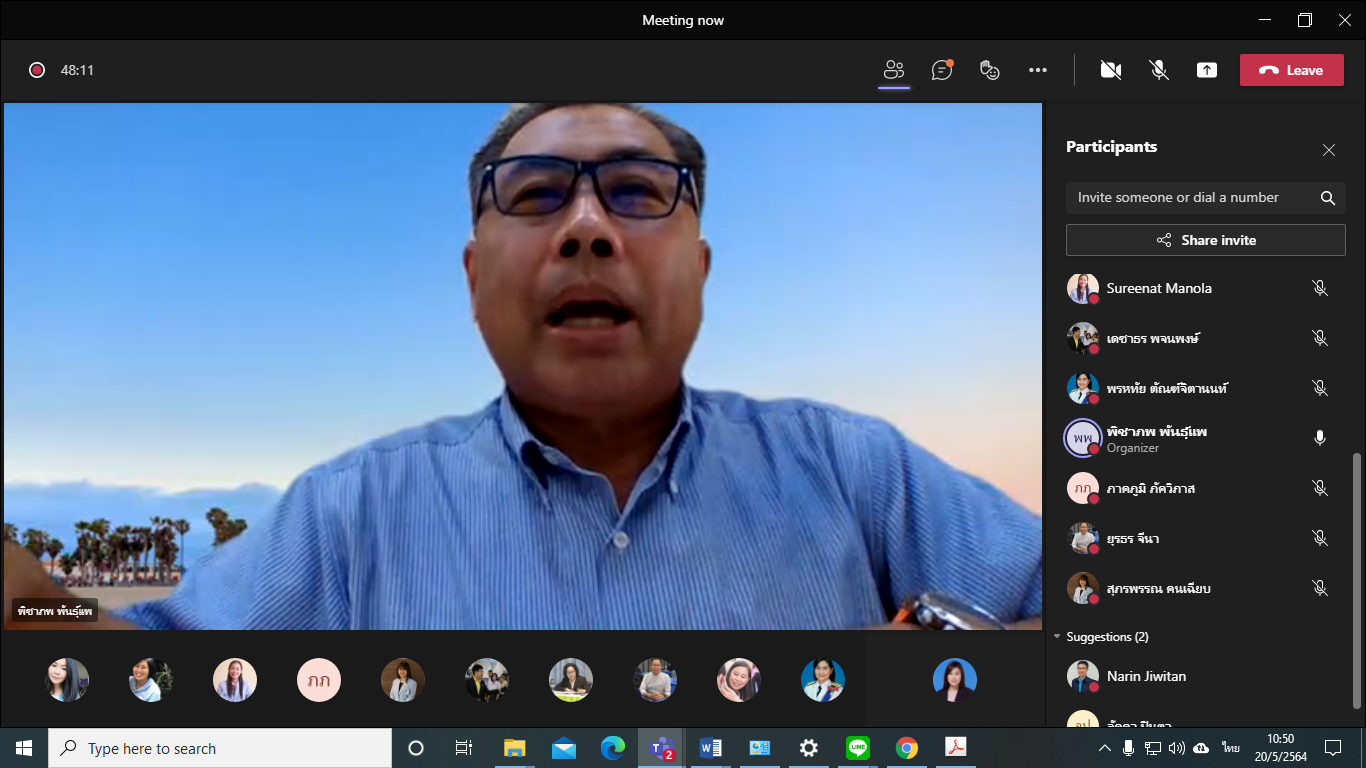 Meeting now
48:11
Leave
Participants
Invite someone or dial a number
Share invite
Sureenat Manola
เดชาธร พจนพงษ์
พรหทัย ตัณฑ์จิตานนท์
พพ
พิชาภพ พันธุ์แพ
Organizer
ภภ
ภาคภูมิ ภัควิภาส
ยุรธร จีนา
สุภรพรรณ คนเฉียบ
Suggestions (2)
Narin Jiwitan
พิชาภพ พันธุ์แพ
ภภ
Type here to search
2
ไทย
10:50
20/5/2564